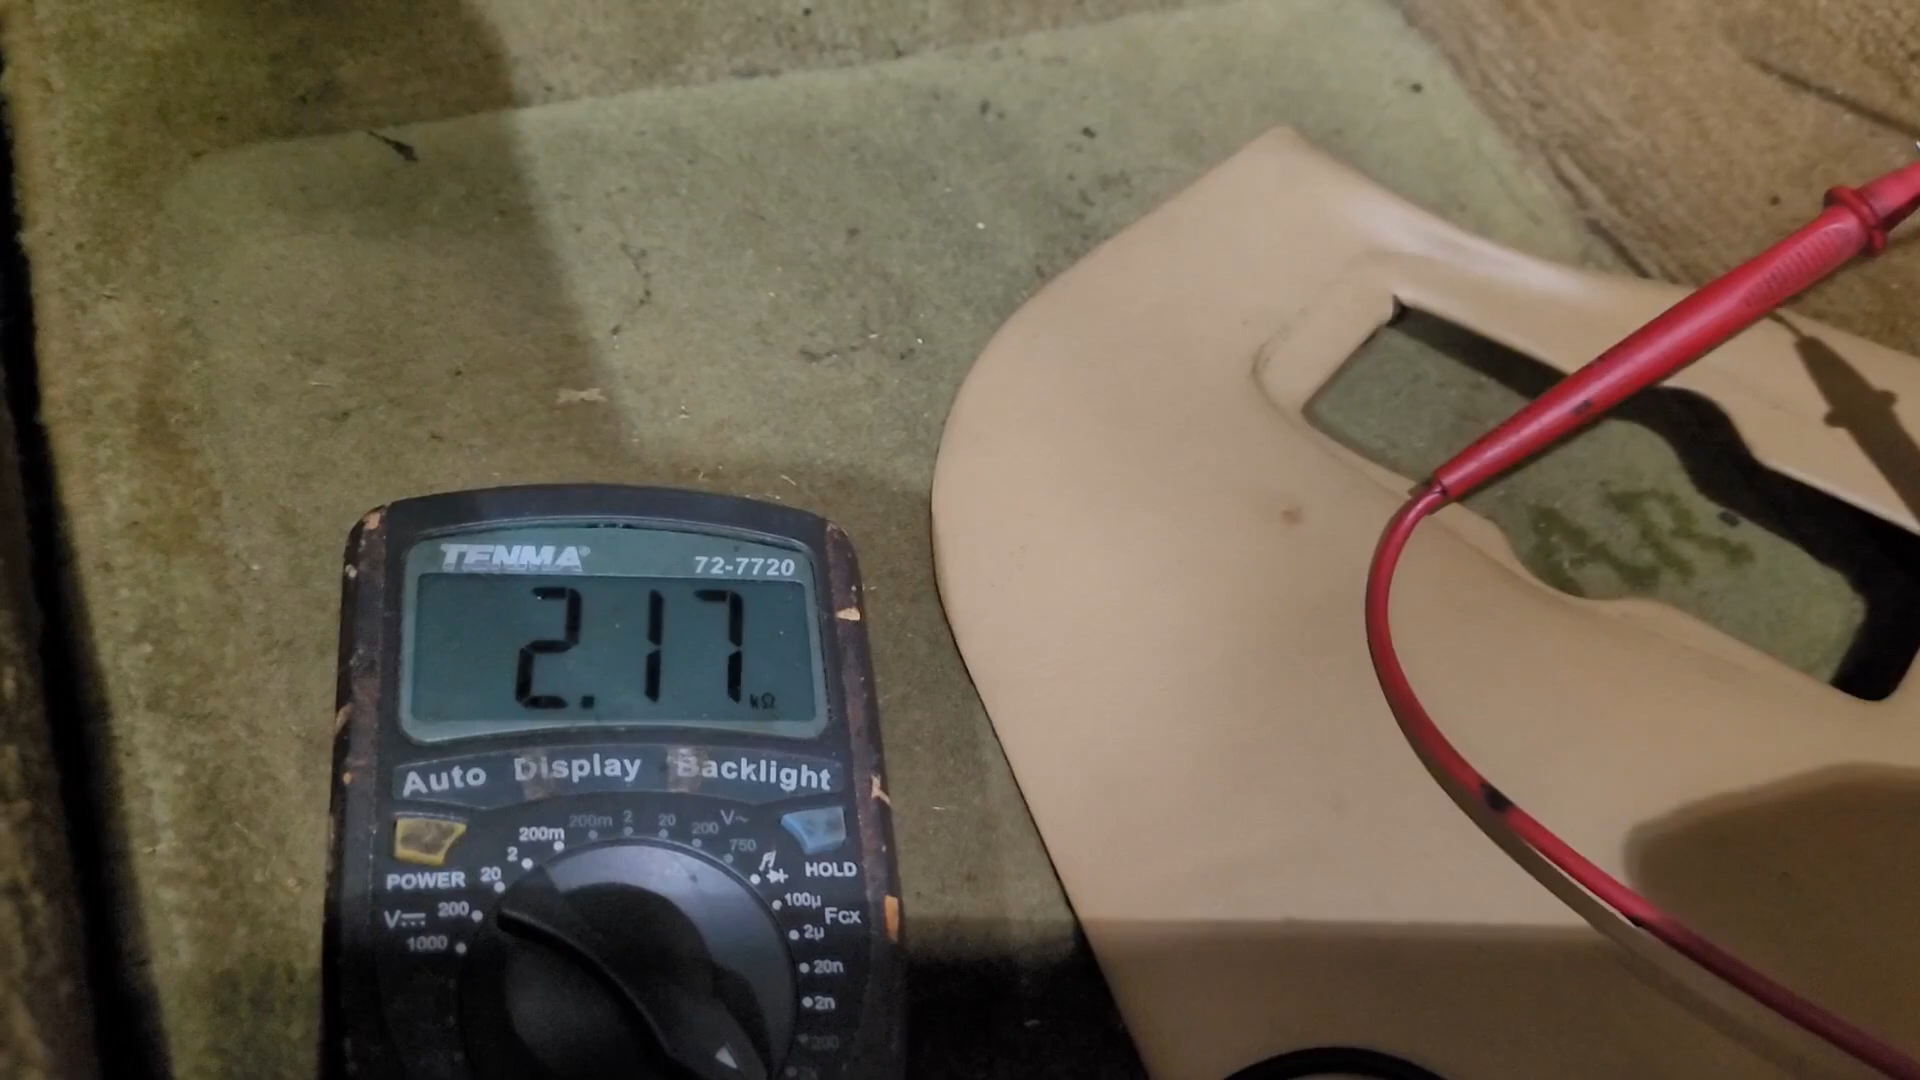 TENMA® 72-7720
2.17 kΩ
Auto Display Backlight
200m 2 20 200 V~ 750
200m
2
20
POWER
HOLD
V⎓ 200
1000
100µ
Fcx
2µ
20n
2n
200